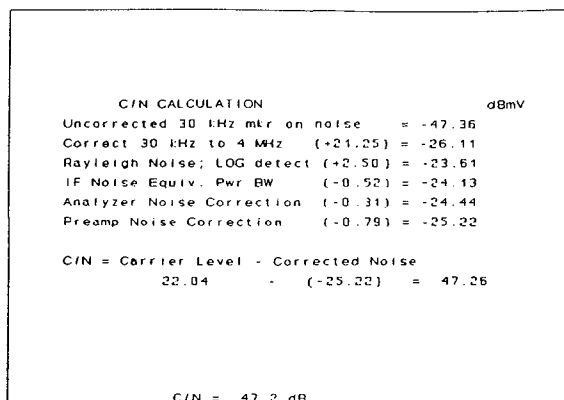 C/N CALCULATION dBmV
Uncorrected 30 kHz mkr on noise = -47.36
Correct 30 kHz to 4 MHz (+21.25) = -26.11
Rayleigh Noise; LOG detect (+2.50) = -23.61
IF Noise Equiv. Pwr BW (-0.52) = -24.13
Analyzer Noise Correction (-0.31) = -24.44
Preamp Noise Correction (-0.79) = -25.22
C/N = Carrier Level - Corrected Noise
22.04 - (-25.22) = 47.26
C/N = 47.2 dB